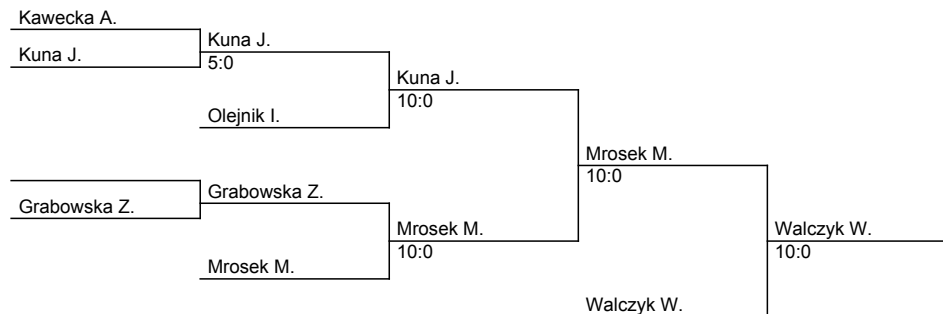 Kawecka A.
Kuna J.
Kuna J.
5:0
Kuna J.
10:0
Olejnik I.
Mrosek M.
10:0
Grabowska Z.
Grabowska Z.
Mrosek M.
10:0
Walczyk W.
10:0
Mrosek M.
Walczyk W.